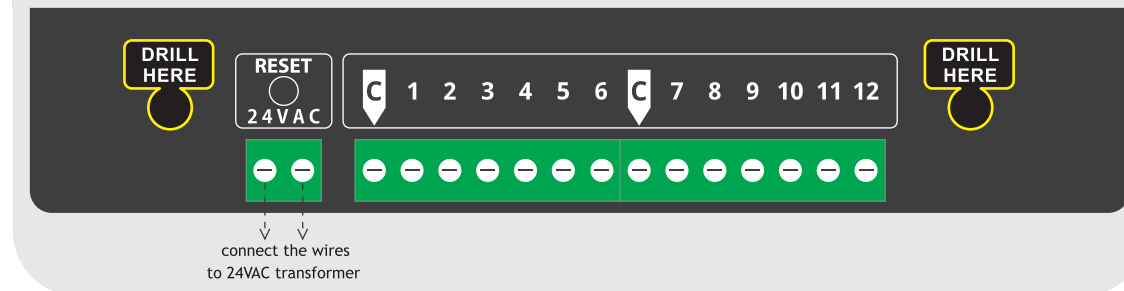 DRILL
HERE
RESET
24VAC
C 1 2 3 4 5 6 C 7 8 9 10 11 12
DRILL
HERE
connect the wires
to 24VAC transformer